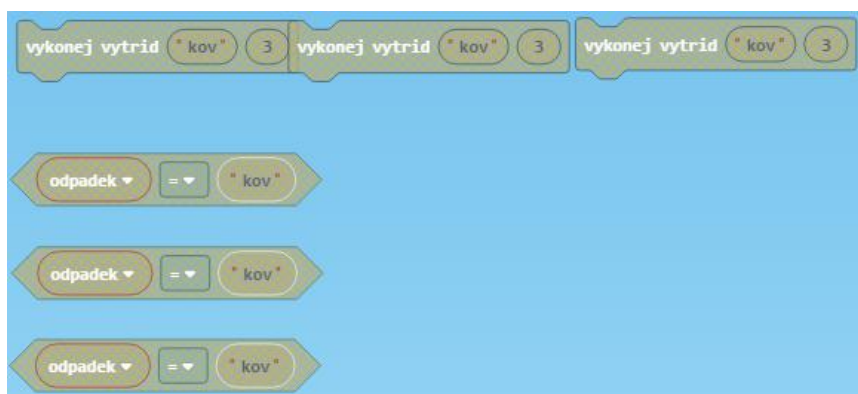 vykonej vytrid " kov " 3 vykonej vytrid " kov " 3 vykonej vytrid " kov " 3
odpadek = " kov "
odpadek = " kov "
odpadek = " kov "